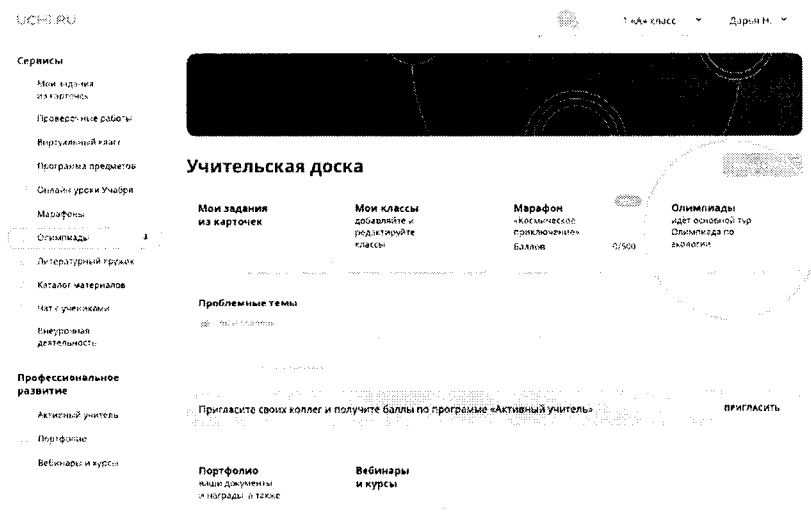 UCHI.RU
1 «А» класс
Дарья Н.
Сервисы
Мои задания
из карточек
Проверочные работы
Виртуальный класс
Программа предметов
Онлайн уроки Учабря
Марафоны
Олимпиады
Литературный кружок
Каталог материалов
Чат с учениками
Внеурочная
деятельность
Профессиональное
развитие
Активный учитель
Портфолио
Вебинары и курсы
Учительская доска
Мои задания
из карточек
Мои классы
добавляйте и
редактируйте
классы
Марафон
«Космическое
приключение»
Баллов 0/500
Олимпиады
идёт основной тур
Олимпиада по
экологии
Проблемные темы
Пригласите своих коллег и получите баллы по программе «Активный учитель»
ПРИГЛАСИТЬ
Портфолио
ваши документы
и награды, а также
Вебинары
и курсы